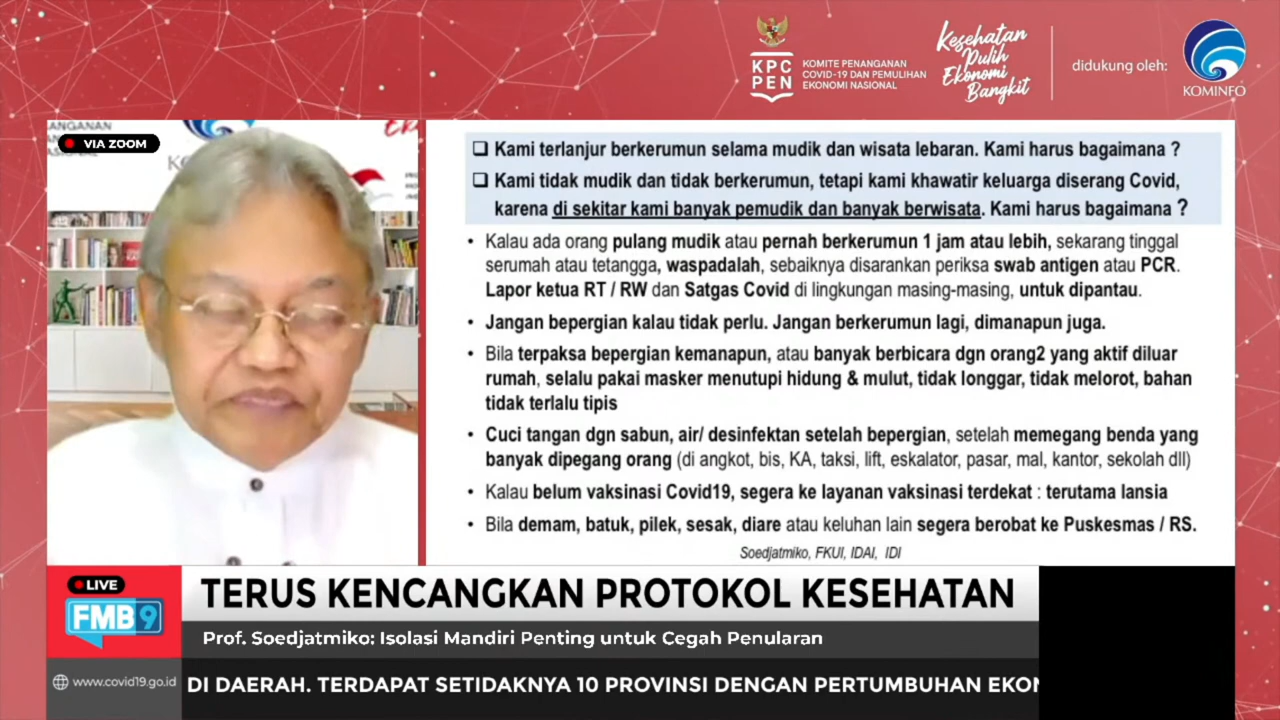 KPC
PEN
KOMITE PENANGANAN
COVID-19 DAN PEMULIHAN
EKONOMI NASIONAL
Kesehatan
Pulih
Ekonomi
Bangkit
didukung oleh:
KOMINFO
VIA ZOOM
❑ Kami terlanjur berkerumun selama mudik dan wisata lebaran. Kami harus bagaimana ?
❑ Kami tidak mudik dan tidak berkerumun, tetapi kami khawatir keluarga diserang Covid,
karena di sekitar kami banyak pemudik dan banyak berwisata. Kami harus bagaimana ?
• Kalau ada orang pulang mudik atau pernah berkerumun 1 jam atau lebih, sekarang tinggal
serumah atau tetangga, waspadalah, sebaiknya disarankan periksa swab antigen atau PCR.
Lapor ketua RT / RW dan Satgas Covid di lingkungan masing-masing, untuk dipantau.
• Jangan bepergian kalau tidak perlu. Jangan berkerumun lagi, dimanapun juga.
• Bila terpaksa bepergian kemanapun, atau banyak berbicara dgn orang2 yang aktif diluar
rumah, selalu pakai masker menutupi hidung & mulut, tidak longgar, tidak melorot, bahan
tidak terlalu tipis
• Cuci tangan dgn sabun, air/ desinfektan setelah bepergian, setelah memegang benda yang
banyak dipegang orang (di angkot, bis, KA, taksi, lift, eskalator, pasar, mal, kantor, sekolah dll)
• Kalau belum vaksinasi Covid19, segera ke layanan vaksinasi terdekat : terutama lansia
• Bila demam, batuk, pilek, sesak, diare atau keluhan lain segera berobat ke Puskesmas / RS.
Soedjatmiko, FKUI, IDAI, IDI
LIVE
FMB9
TERUS KENCANGKAN PROTOKOL KESEHATAN
Prof. Soedjatmiko: Isolasi Mandiri Penting untuk Cegah Penularan
www.covid19.go.id
DI DAERAH. TERDAPAT SETIDAKNYA 10 PROVINSI DENGAN PERTUMBUHAN EKON